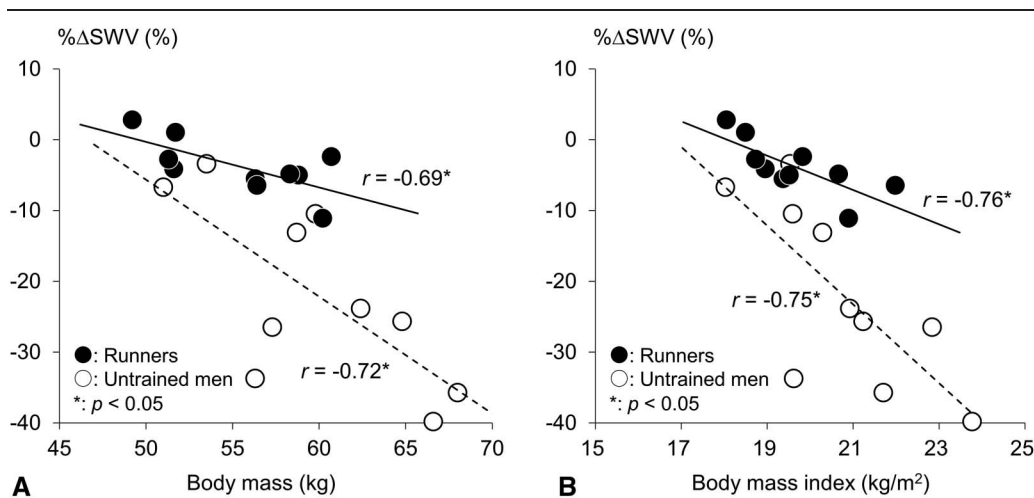 %ΔSWV (%)
10
0
-10
-20
-30
-40
r = -0.69*
r = -0.72*
●: Runners
○: Untrained men
*: p < 0.05
45 50 55 60 65 70
A Body mass (kg)
%ΔSWV (%)
10
0
-10
-20
-30
-40
r = -0.76*
r = -0.75*
●: Runners
○: Untrained men
*: p < 0.05
15 17 19 21 23 25
B Body mass index (kg/m²)